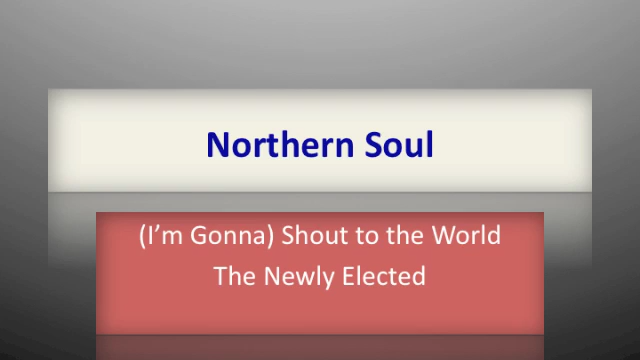 Northern Soul
(I’m Gonna) Shout to the World
The Newly Elected